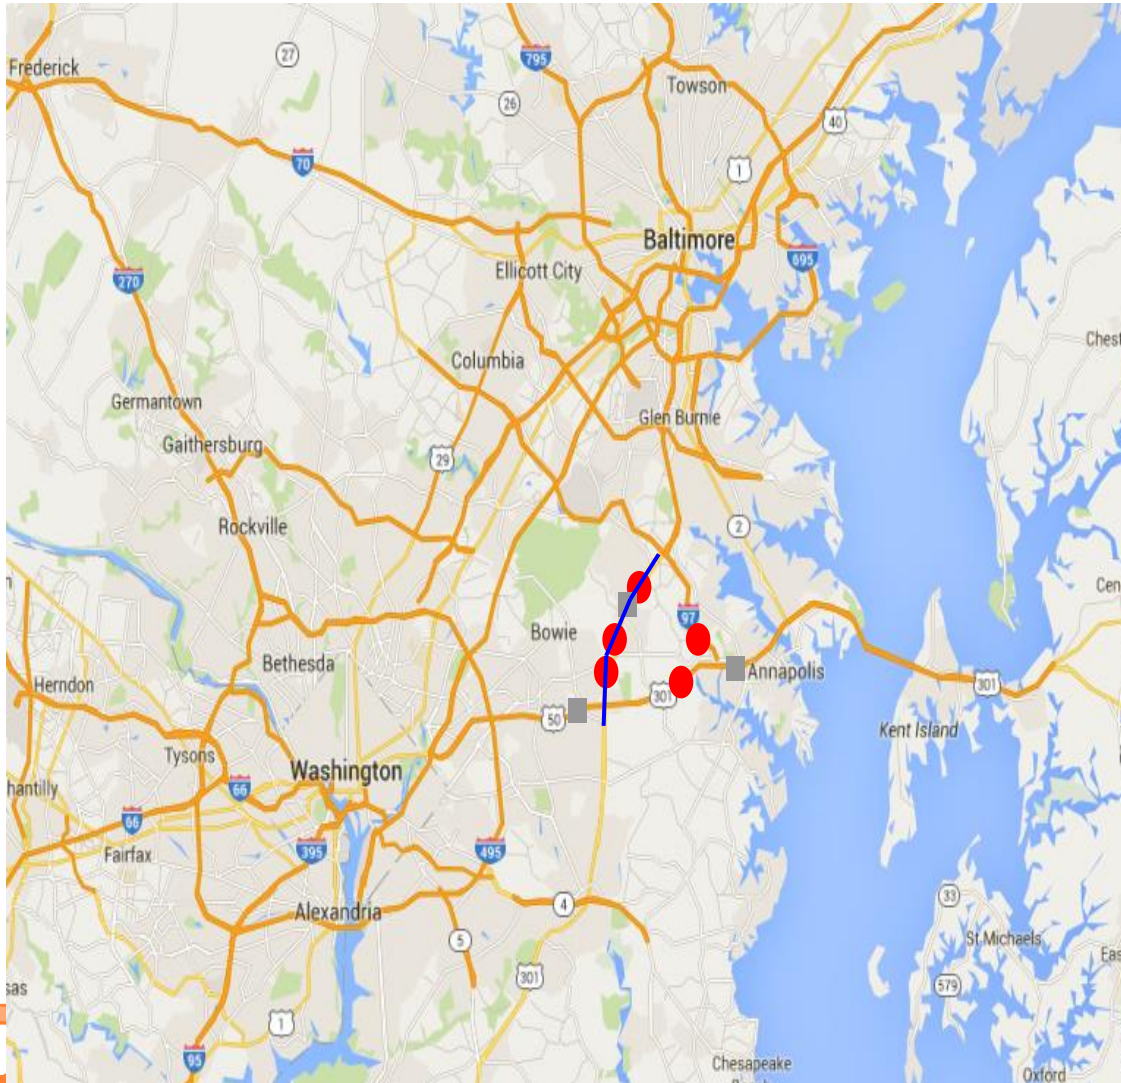 795
27
Frederick
Towson
26
40
70
1
Baltimore
695
Ellicott City
270
Chest
Columbia
Germantown
Glen Burnie
Gaithersburg
29
Rockville
2
n
Cen
97
Bowie
Bethesda
Annapolis
Herndon
301
301
50
Kent Island
Tysons
Washington
hantilly
66
66
395
495
Fairfax
33
4
Alexandria
5
St Michaels
Eas
301
579
sas
1
95
Chesapeake
Oxford